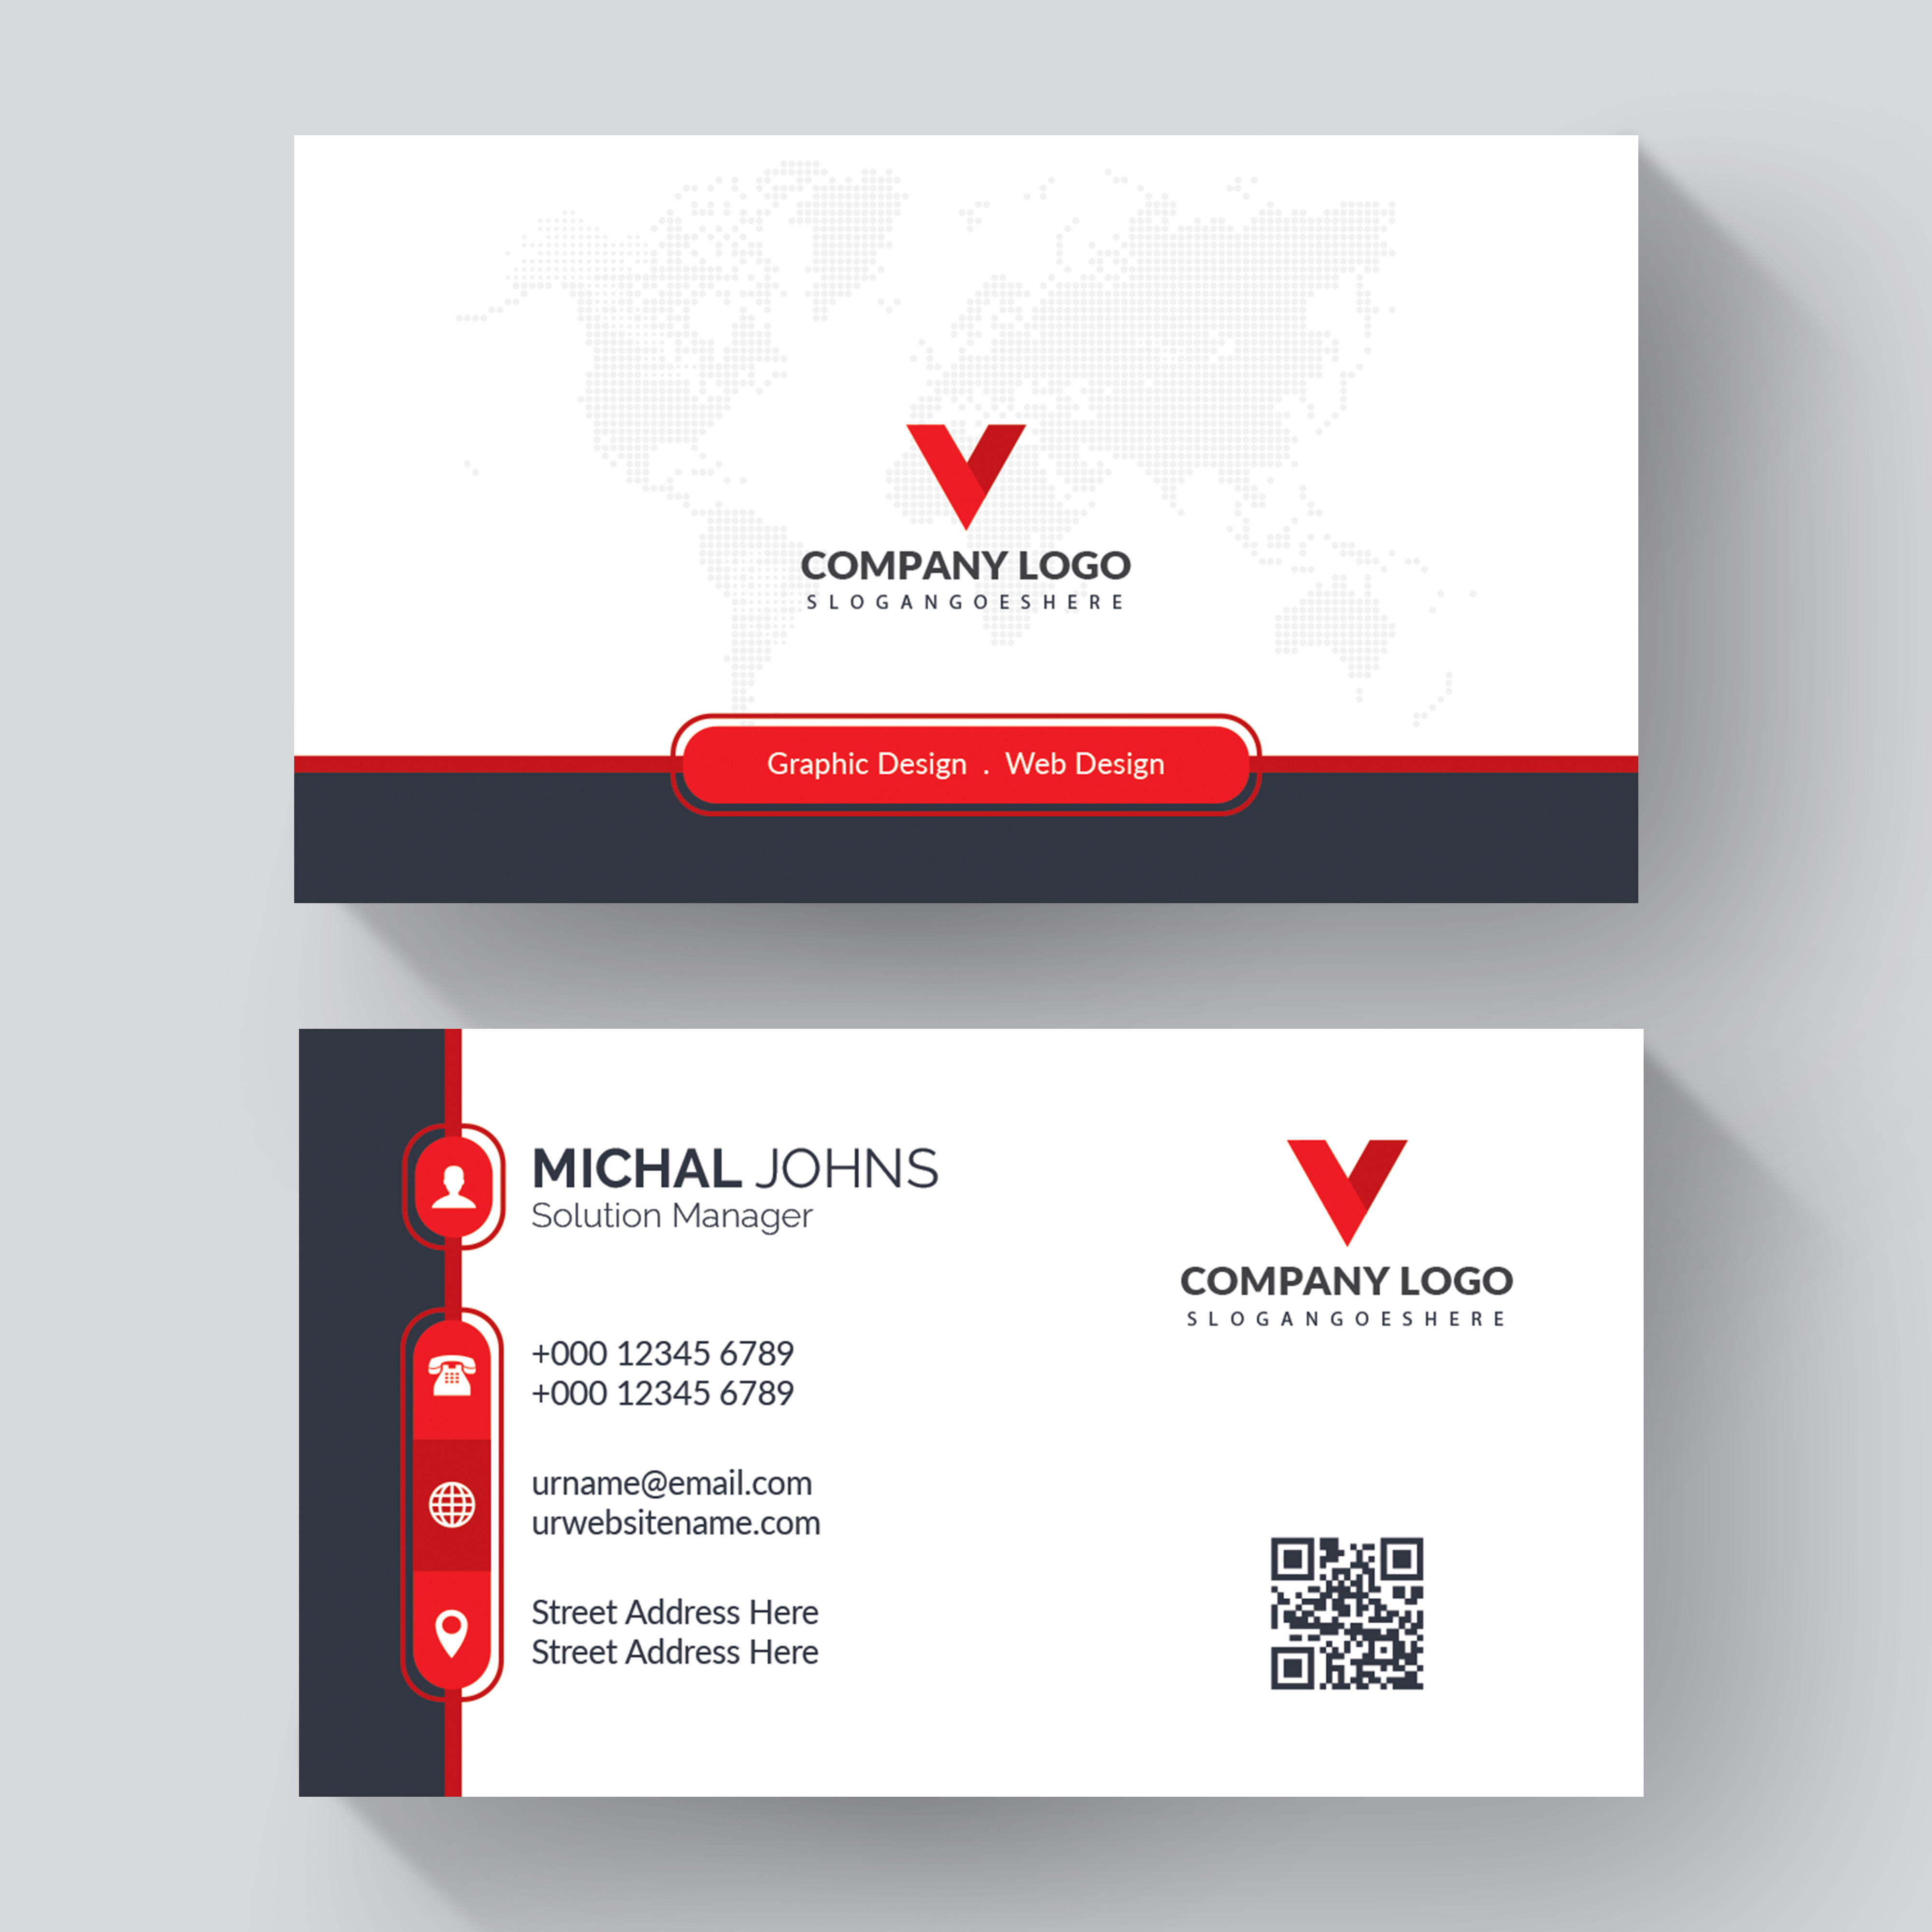 COMPANY LOGO
SLOGANGOESHERE
Graphic Design . Web Design
MICHAL JOHNS
Solution Manager
+000 12345 6789
+000 12345 6789
urname@email.com
urwebsitename.com
Street Address Here
Street Address Here
COMPANY LOGO
SLOGANGOESHERE